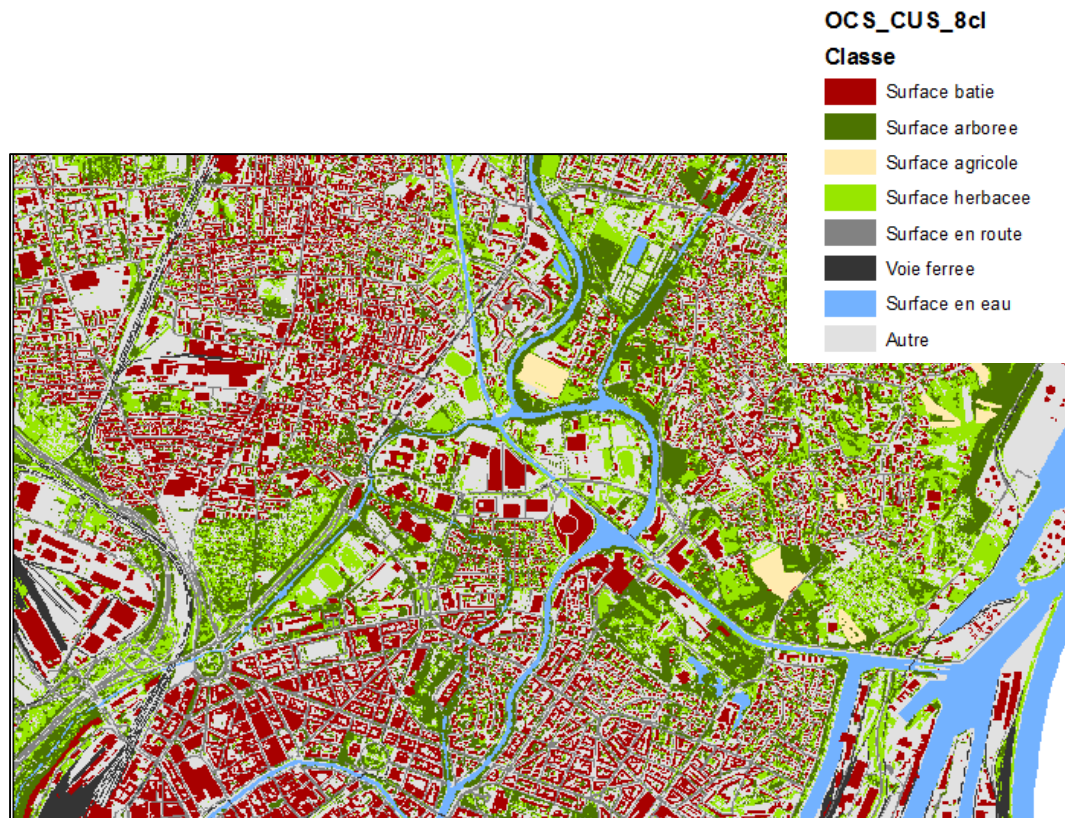 OCS_CUS_8cl
Classe
Surface batie
Surface arboree
Surface agricole
Surface herbacee
Surface en route
Voie ferree
Surface en eau
Autre